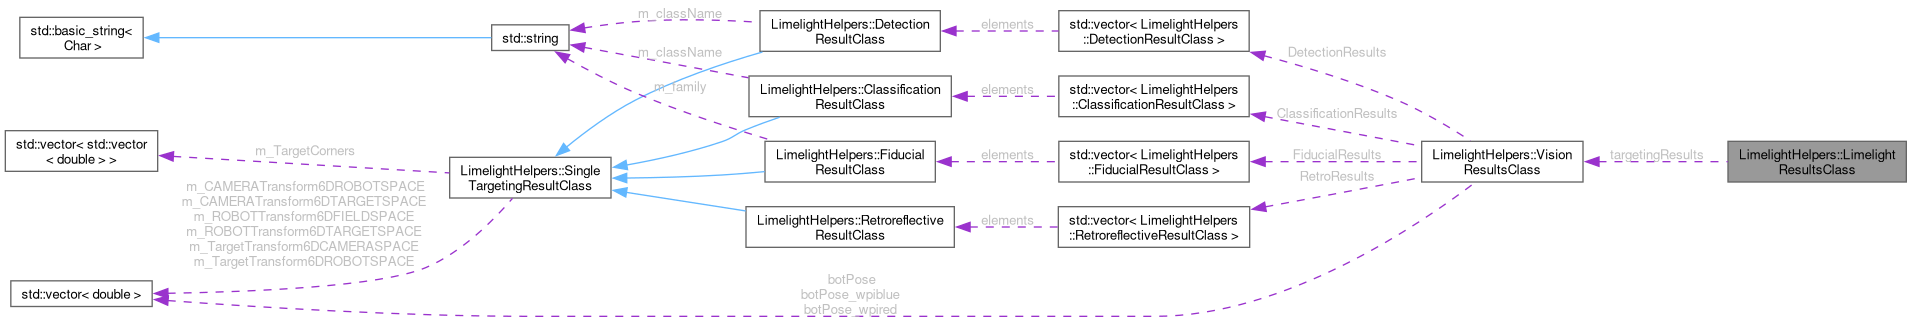 std::basic_string<
Char >
std::string
m_className
LimelightHelpers::Detection
ResultClass
elements
std::vector< LimelightHelpers
::DetectionResultClass >
DetectionResults
m_className
LimelightHelpers::Classification
ResultClass
elements
std::vector< LimelightHelpers
::ClassificationResultClass >
ClassificationResults
m_family
std::vector< std::vector
< double > >
m_TargetCorners
LimelightHelpers::Single
TargetingResultClass
LimelightHelpers::Fiducial
ResultClass
elements
std::vector< LimelightHelpers
::FiducialResultClass >
FiducialResults
LimelightHelpers::Vision
ResultsClass
targetingResults
LimelightHelpers::Limelight
ResultsClass
RetroResults
m_CAMERATransform6DROBOTSPACE
m_CAMERATransform6DTARGETSPACE
m_ROBOTTransform6DFIELDSPACE
m_ROBOTTransform6DTARGETSPACE
m_TargetTransform6DCAMERASPACE
m_TargetTransform6DROBOTSPACE
LimelightHelpers::Retroreflective
ResultClass
elements
std::vector< LimelightHelpers
::RetroreflectiveResultClass >
std::vector< double >
botPose
botPose_wpiblue
botPose_wpired